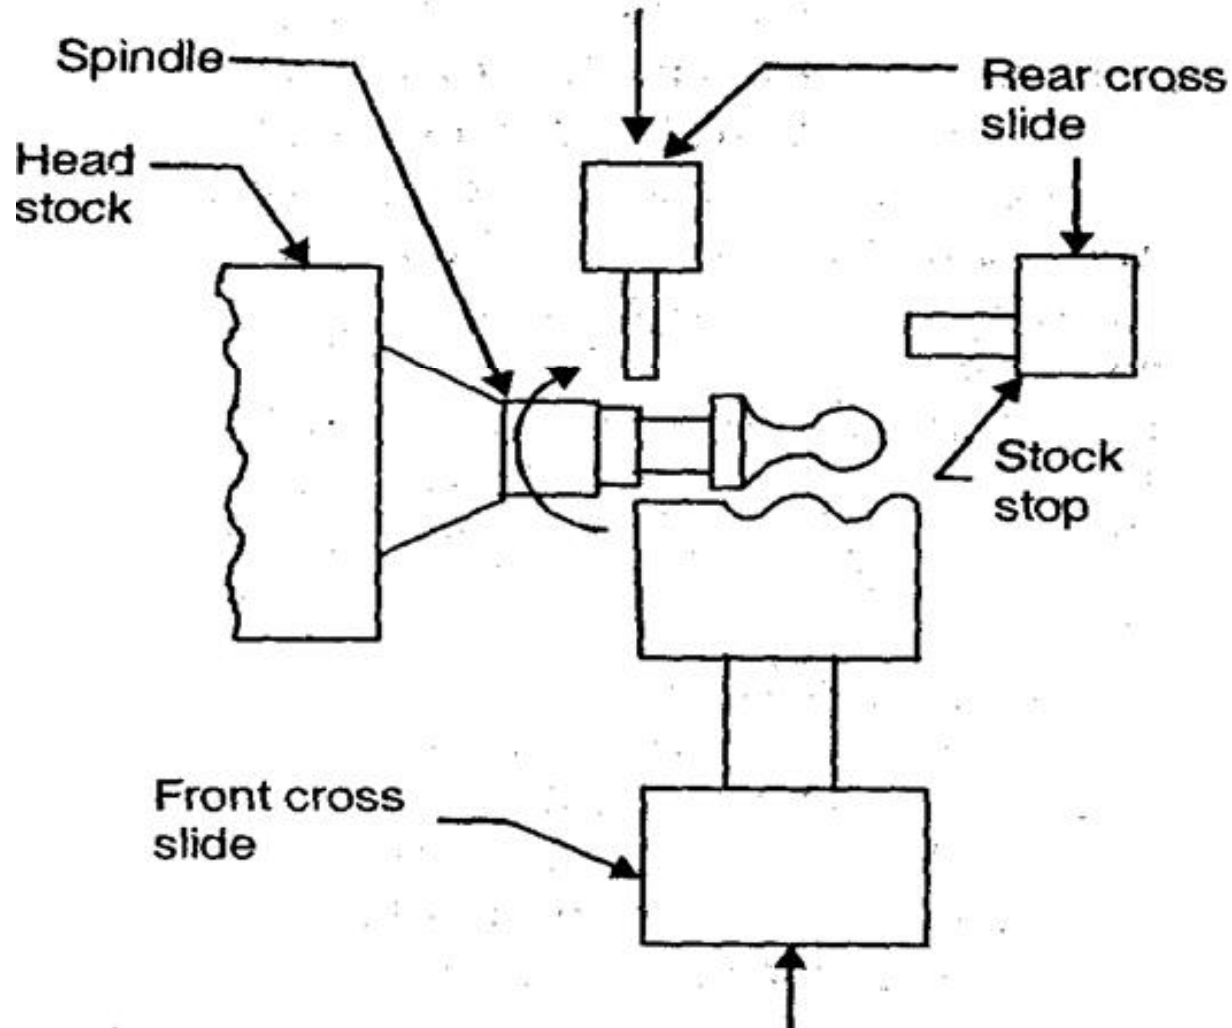 Spindle
Rear cross
slide
Head
stock
Stock
stop
Front cross
slide